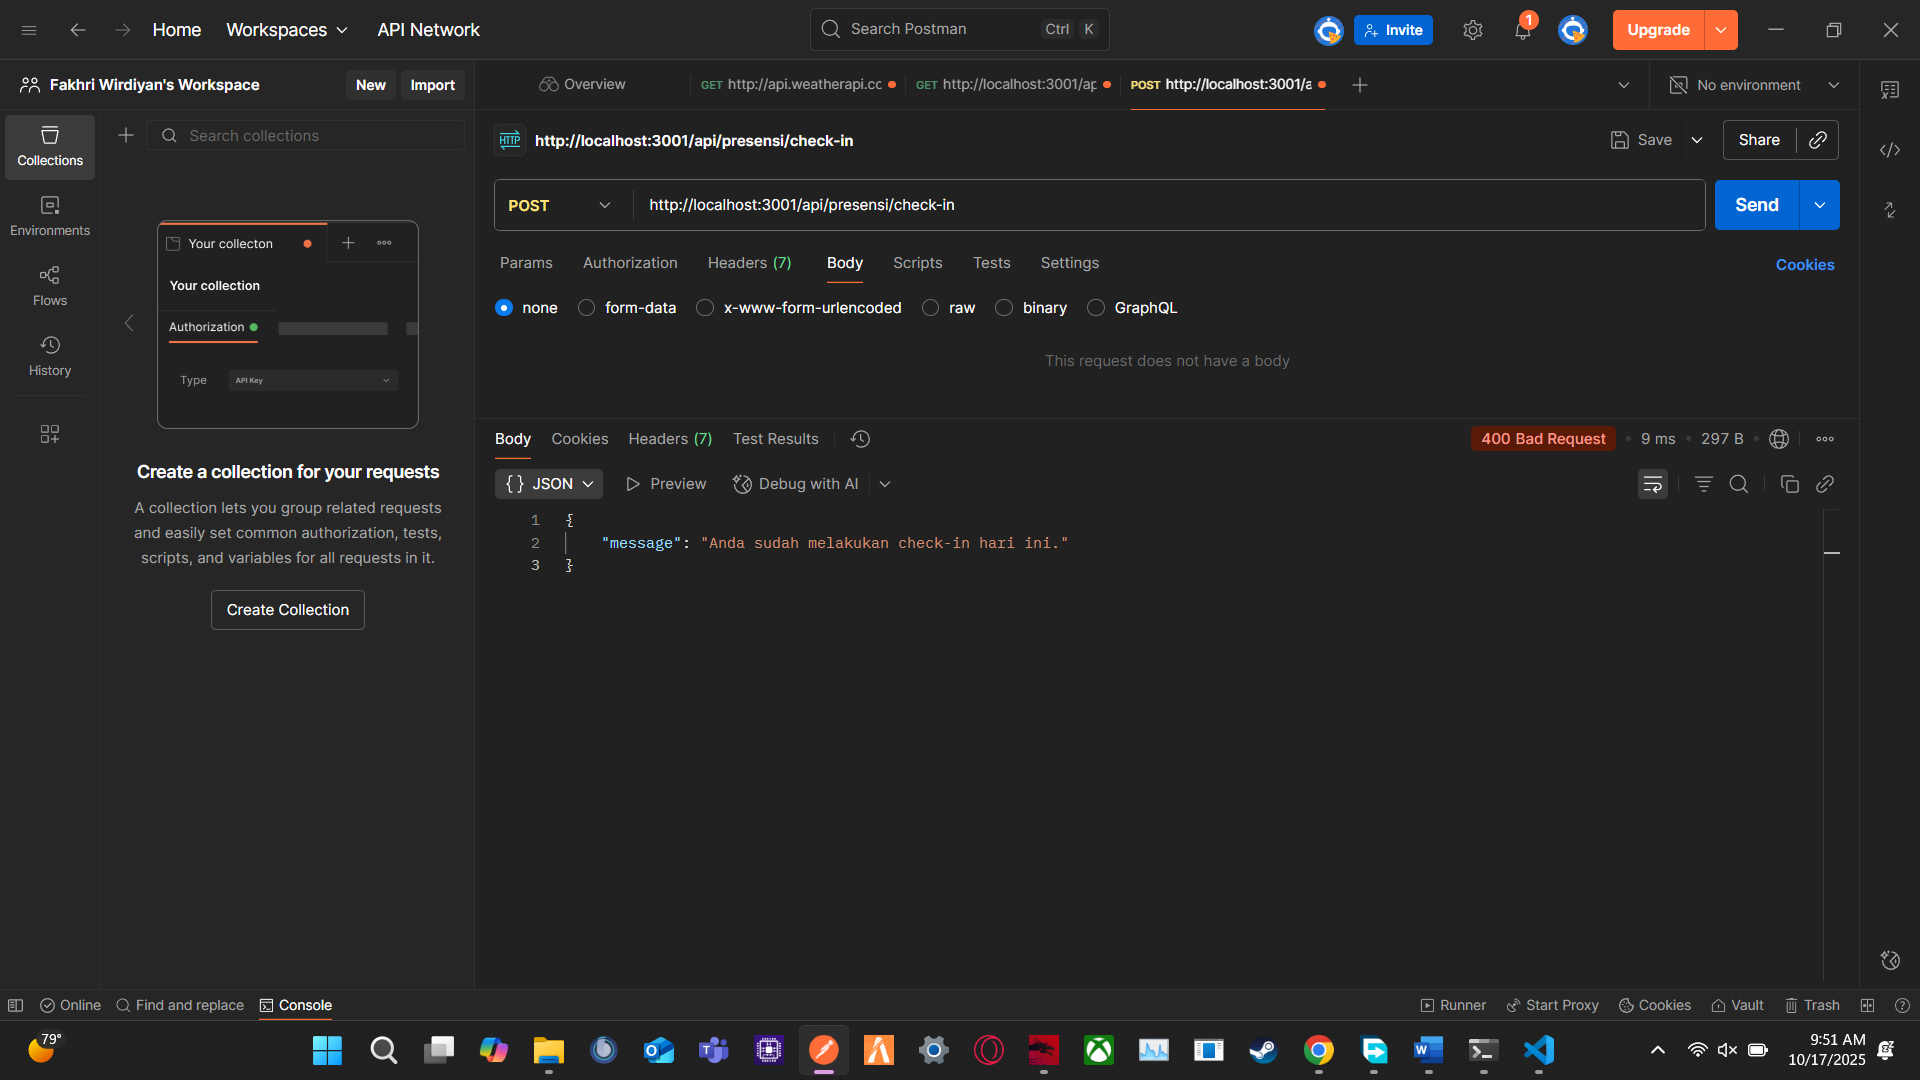 Home
Workspaces
API Network
Search Postman
Ctrl K
Invite
1
Upgrade
Fakhri Wirdiyan's Workspace
New
Import
Overview
GET http://api.weatherapi.cc
GET http://localhost:3001/ap
POST http://localhost:3001/a
No environment
Collections
Environments
Flows
History
Search collections
Your collecton
Your collection
Authorization
Type
API Key
Create a collection for your requests
A collection lets you group related requests
and easily set common authorization, tests,
scripts, and variables for all requests in it.
Create Collection
HTTP
http://localhost:3001/api/presensi/check-in
Save
Share
POST
http://localhost:3001/api/presensi/check-in
Send
Params
Authorization
Headers (7)
Body
Scripts
Tests
Settings
Cookies
none
form-data
x-www-form-urlencoded
raw
binary
GraphQL
This request does not have a body
Body
Cookies
Headers (7)
Test Results
400 Bad Request
9 ms
297 B
{} JSON
Preview
Debug with AI
1 {
2 "message": "Anda sudah melakukan check-in hari ini."
3 }
Online
Find and replace
Console
Runner
Start Proxy
Cookies
Vault
Trash
79°
9:51 AM
10/17/2025